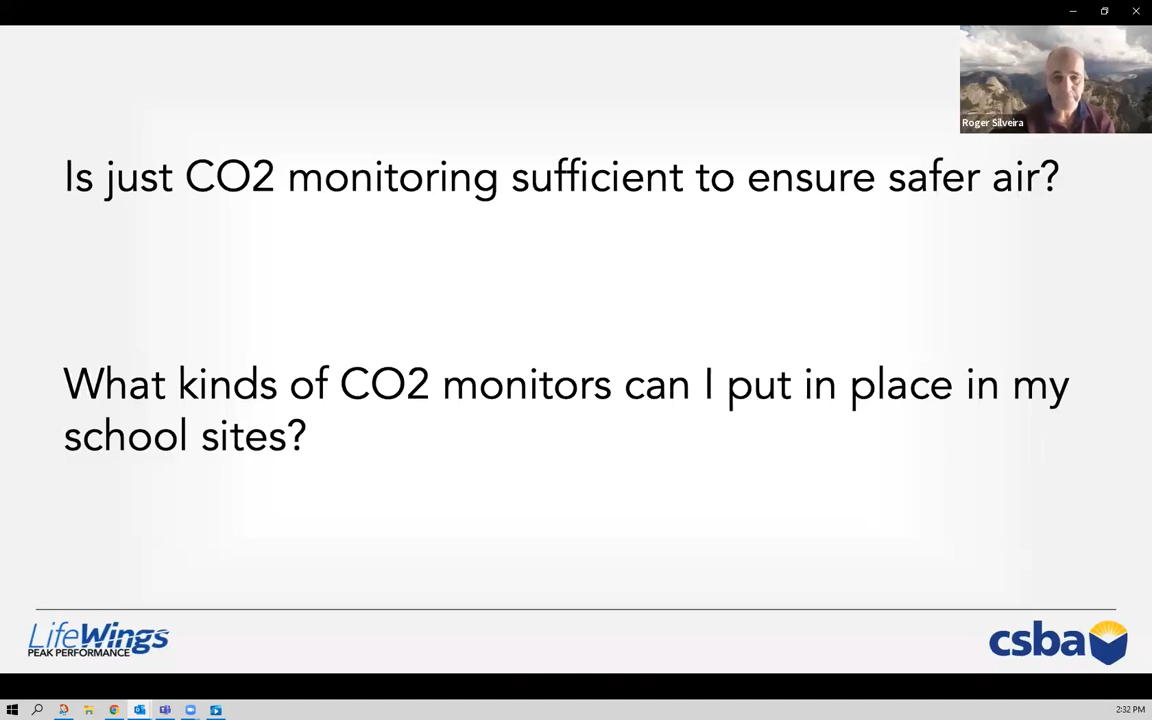 Roger Silveira
Is just CO2 monitoring sufficient to ensure safer air?
What kinds of CO2 monitors can I put in place in my
school sites?
LifeWings
PEAK PERFORMANCE
csba
2:32 PM